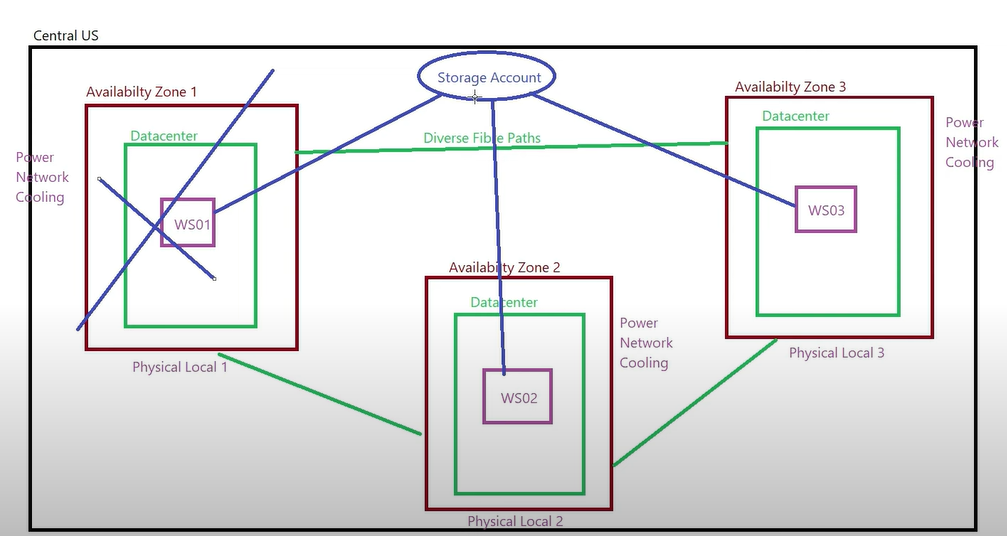 Central US
Storage Account
Availabilty Zone 1
Availabilty Zone 3
Datacenter
Datacenter
Diverse Fibre Paths
Power
Network
Cooling
Power
Network
Cooling
WS01
WS03
Availabilty Zone 2
Datacenter
Power
Network
Cooling
Physical Local 1
Physical Local 3
WS02
Physical Local 2